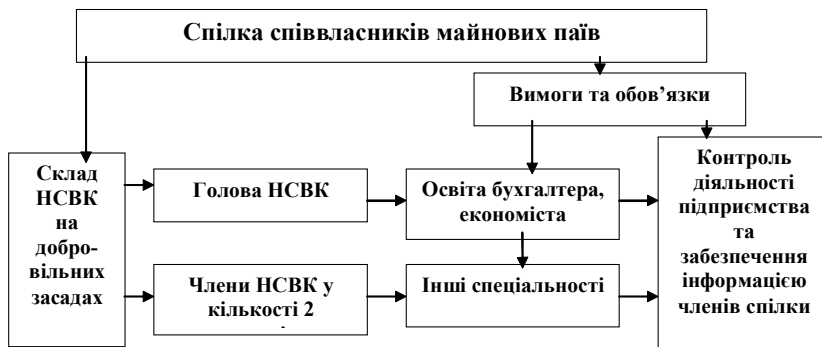 Спілка співвласників майнових паїв
Вимоги та обов’язки
Склад
НСВК
на
добро-
вільних
засадах
Голова НСВК
Освіта бухгалтера,
економіста
Контроль
діяльності
підприємства
та
забезпечення
інформацією
членів спілки
Члени НСВК у
кількості 2
Інші спеціальності